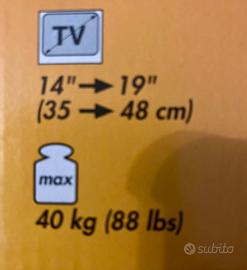 TV
14" → 19"
(35 → 48 cm)
max
40 kg (88 lbs)
subito